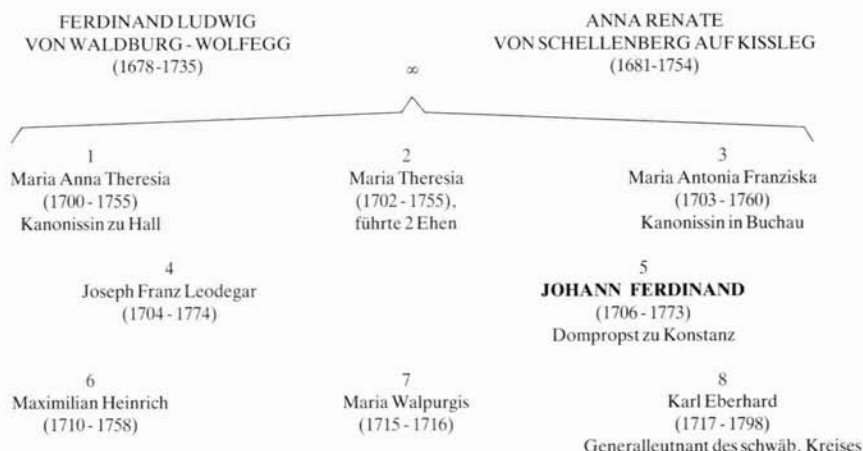 FERDINAND LUDWIG
VON WALDBURG - WOLFEGG
(1678-1735)
∞
ANNA RENATE
VON SCHELLENBERG AUF KISSLEG
(1681-1754)
1
Maria Anna Theresia
(1700 - 1755)
Kanonissin zu Hall
2
Maria Theresia
(1702 - 1755),
führte 2 Ehen
3
Maria Antonia Franziska
(1703 - 1760)
Kanonissin in Buchau
4
Joseph Franz Leodegar
(1704 - 1774)
5
JOHANN FERDINAND
(1706 - 1773)
Dompropst zu Konstanz
6
Maximilian Heinrich
(1710 - 1758)
7
Maria Walpurgis
(1715 - 1716)
8
Karl Eberhard
(1717 - 1798)
Generalleutnant des schwäb. Kreises